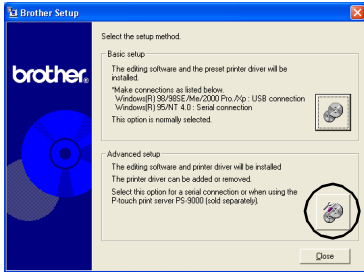 Brother Setup
brother®
Select the setup method.
Basic setup
The editing software and the preset printer driver will be
installed.
*Make connections as listed below.
Windows(R) 98/98SE/Me/2000 Pro./Xp : USB connection
Windows(R) 95/NT 4.0 : Serial connection
This option is normally selected.
Advanced setup
The editing software and printer driver will be installed
The printer driver can be added or removed.
Select this option for a serial connection or when using the
P-touch print server PS-9000 (sold separately).
Close